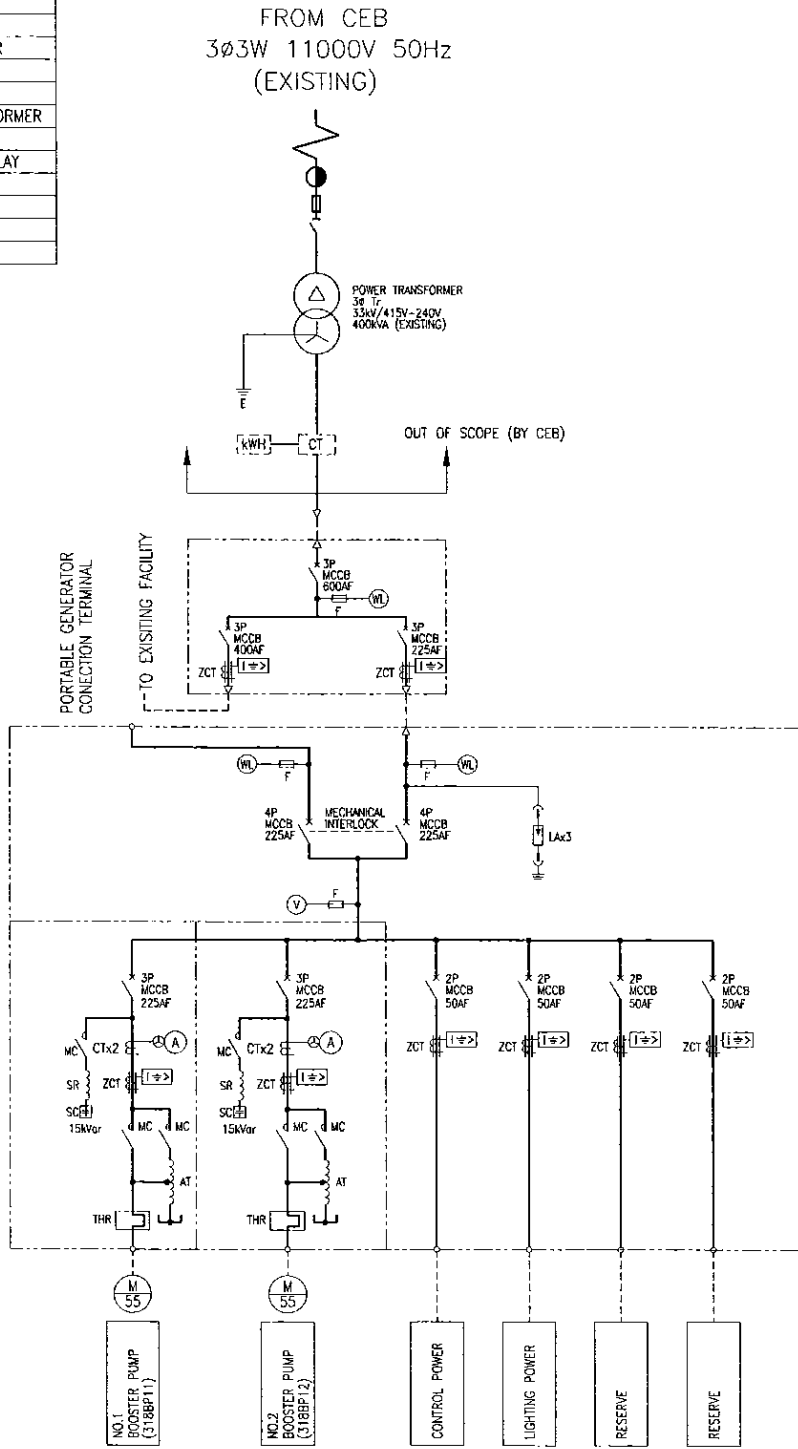 FROM CEB
3ø3W 11000V 50Hz
(EXISTING)
ORMER
LAY
POWER TRANSFORMER
3ø Tr
33kV/415V-240V
400kVA (EXISTING)
E
kWH
CT
OUT OF SCOPE (BY CEB)
PORTABLE GENERATOR
CONECTION TERMINAL
TO EXISITING FACILITY
3P
MCCB
600AF
F
WL
3P
MCCB
400AF
ZCT
3P
MCCB
225AF
ZCT
WL
F
F
WL
4P
MCCB
225AF
MECHANICAL
INTERLOCK
4P
MCCB
225AF
LAx3
V
F
3P
MCCB
225AF
3P
MCCB
225AF
2P
MCCB
50AF
2P
MCCB
50AF
2P
MCCB
50AF
2P
MCCB
50AF
MC
CTx2
A
SR
ZCT
SC
15kVar
MC
MC
AT
THR
MC
CTx2
A
SR
ZCT
SC
15kVar
MC
MC
AT
THR
ZCT
ZCT
ZCT
ZCT
M
55
M
55
NO.1
BOOSTER PUMP
(318BP11)
NO.2
BOOSTER PUMP
(318BP12)
CONTROL POWER
LIGHTING POWER
RESERVE
RESERVE